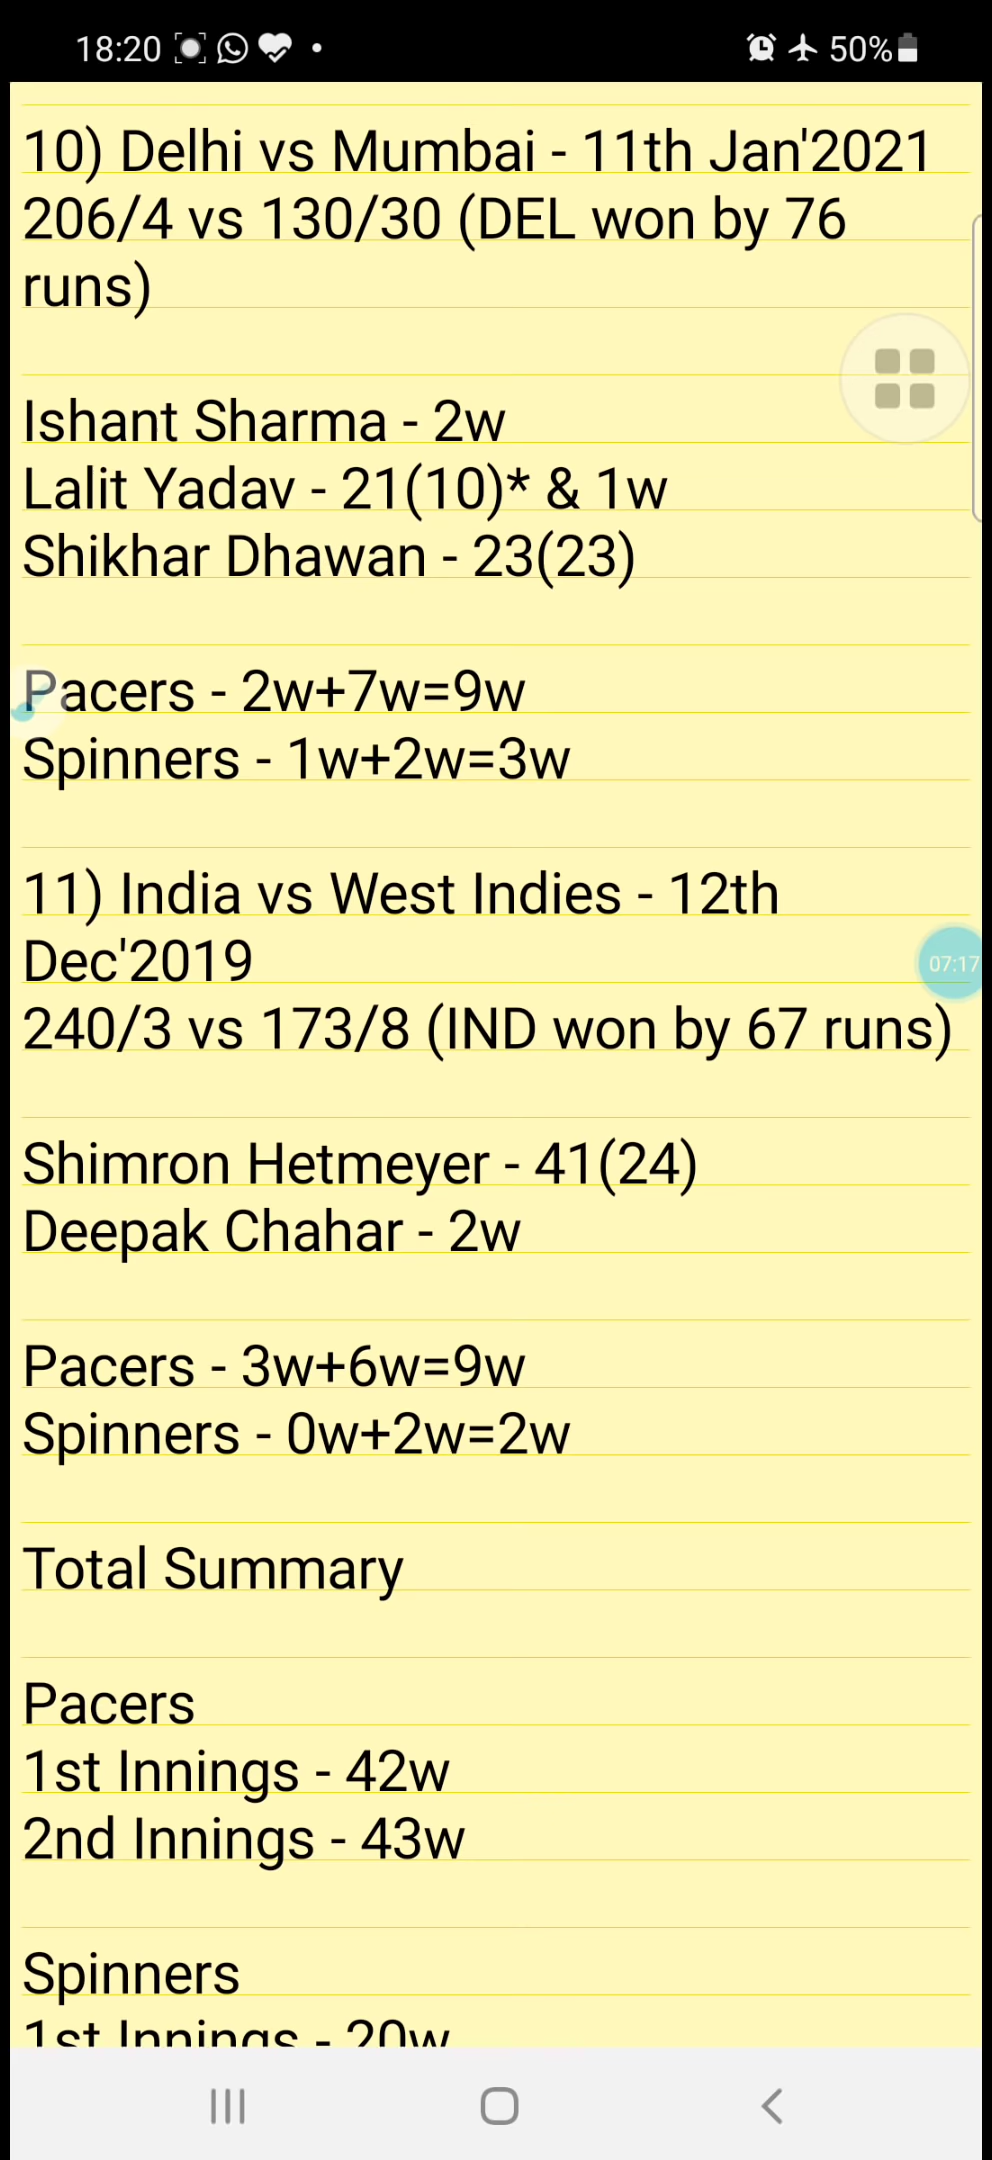 18:20
50%
10) Delhi vs Mumbai - 11th Jan'2021
206/4 vs 130/30 (DEL won by 76
runs)
Ishant Sharma - 2w
Lalit Yadav - 21(10)* & 1w
Shikhar Dhawan - 23(23)
Pacers - 2w+7w=9w
Spinners - 1w+2w=3w
11) India vs West Indies - 12th
Dec'2019
07:17
240/3 vs 173/8 (IND won by 67 runs)
Shimron Hetmeyer - 41(24)
Deepak Chahar - 2w
Pacers - 3w+6w=9w
Spinners - 0w+2w=2w
Total Summary
Pacers
1st Innings - 42w
2nd Innings - 43w
Spinners
1st Innings - 20w